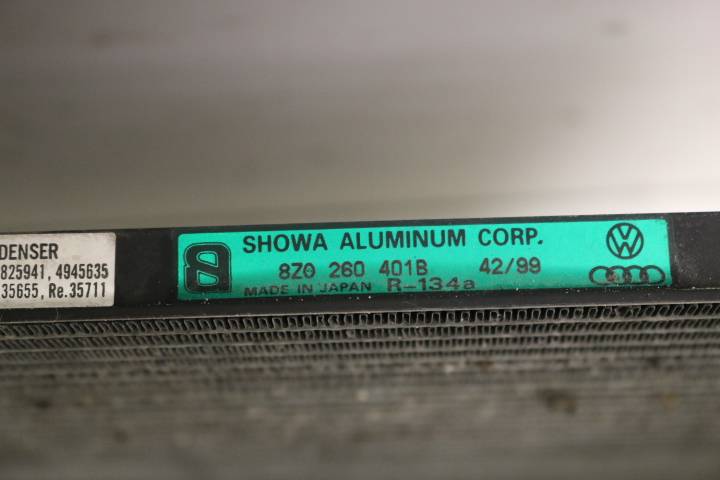 DENSER
825941, 4945635
35655, Re.35711
SHOWA ALUMINUM CORP.
8Z0 260 401B 42/99
MADE IN JAPAN R-134a